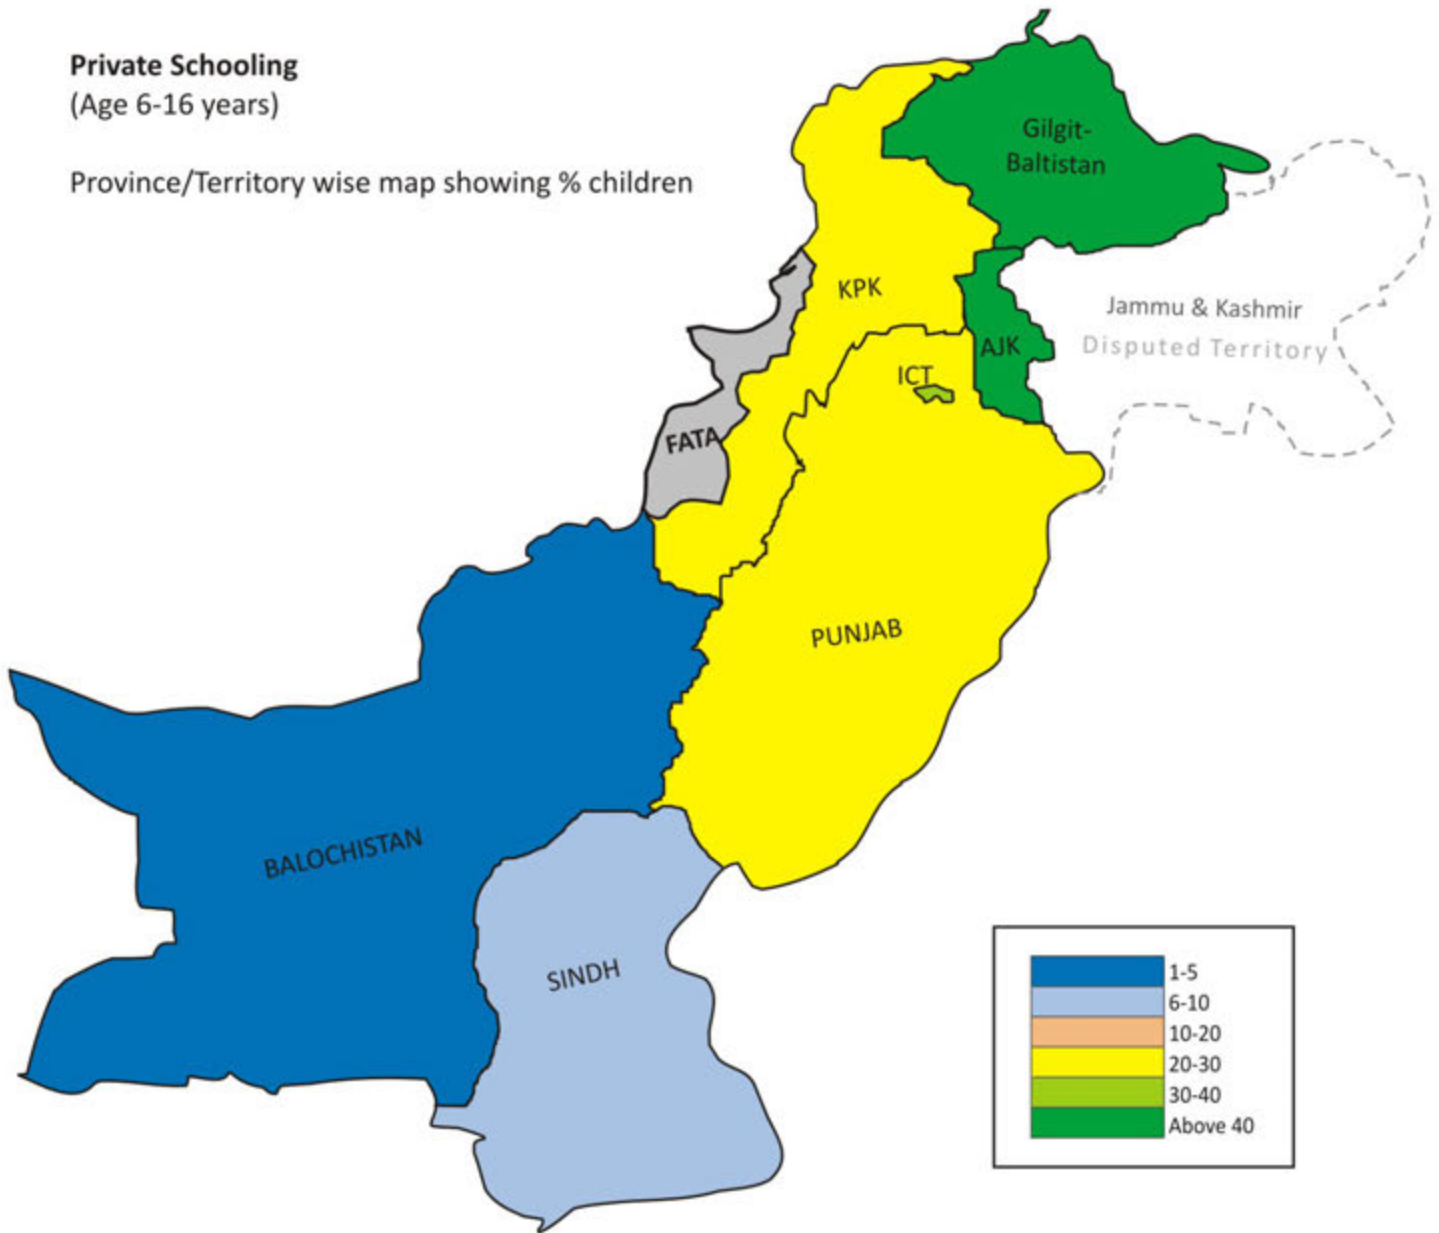 Private Schooling
(Age 6-16 years)
Province/Territory wise map showing % children
Gilgit-
Baltistan
KPK
Jammu & Kashmir
Disputed Territory
AJK
ICT
FATA
PUNJAB
BALOCHISTAN
SINDH
1-5
6-10
10-20
20-30
30-40
Above 40